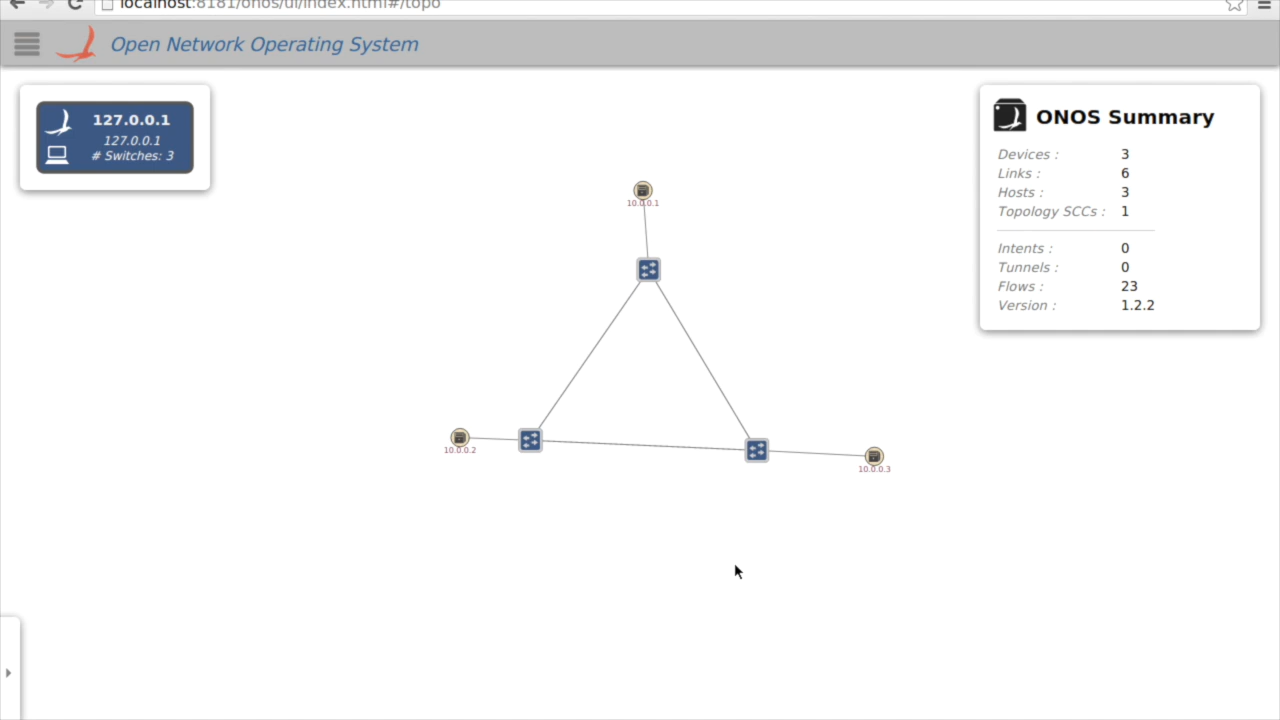 localhost:8181/onos/ui/index.html#/topo
Open Network Operating System
127.0.0.1
127.0.0.1
# Switches: 3
ONOS Summary
Devices : 3
Links : 6
Hosts : 3
Topology SCCs : 1
Intents : 0
Tunnels : 0
Flows : 23
Version : 1.2.2
10.0.0.1
10.0.0.2
10.0.0.3